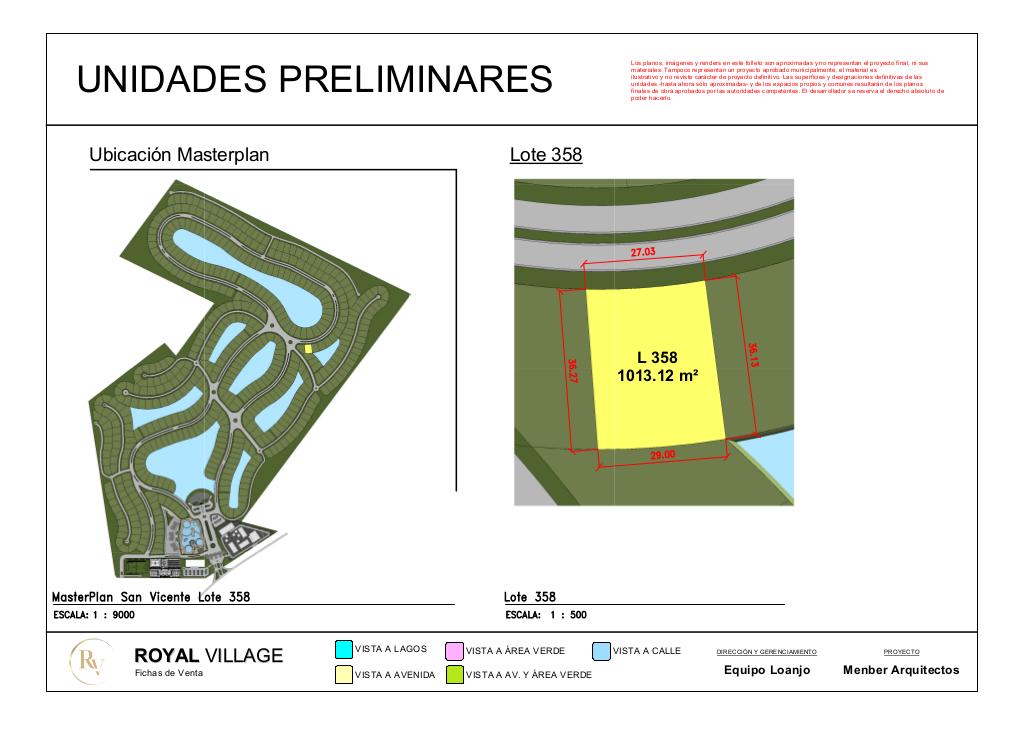 UNIDADES PRELIMINARES
Los planos, imágenes y renders en este folleto son aproximadas y no representan el proyecto final, ni sus
materiales. Tampoco representan un proyecto aprobado municipalmente, el material es
ilustrativo y no reviste carácter de proyecto definitivo. Las superficies y designaciones definitivas de las
unidades -hasta ahora sólo aproximadas- y de los espacios propios y comunes resultarán de los planos
finales de obra aprobados por las autoridades competentes. El desarrollador se reserva el derecho absoluto de
poder hacerlo.
Ubicación Masterplan
Lote 358
27.03
36.27
L 358
1013.12 m²
36.13
29.00
MasterPlan San Vicente Lote 358
ESCALA: 1 : 9000
Lote 358
ESCALA: 1 : 500
RV
ROYAL VILLAGE
Fichas de Venta
VISTA A LAGOS
VISTA A ÁREA VERDE
VISTA A CALLE
VISTA A AVENIDA
VISTA A AV. Y ÁREA VERDE
DIRECCIÓN Y GERENCIAMIENTO
Equipo Loanjo
PROYECTO
Menber Arquitectos